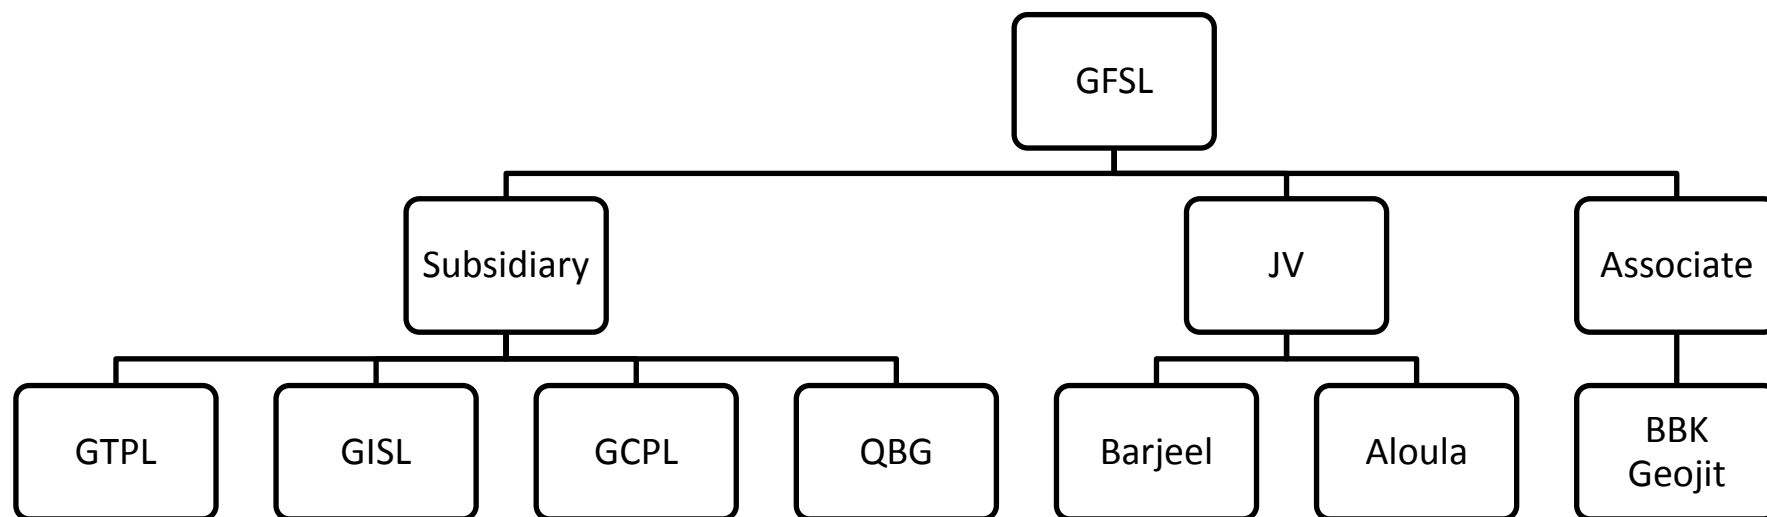 GFSL
Subsidiary
JV
Associate
GTPL
GISL
GCPL
QBG
Barjeel
Aloula
BBK
Geojit